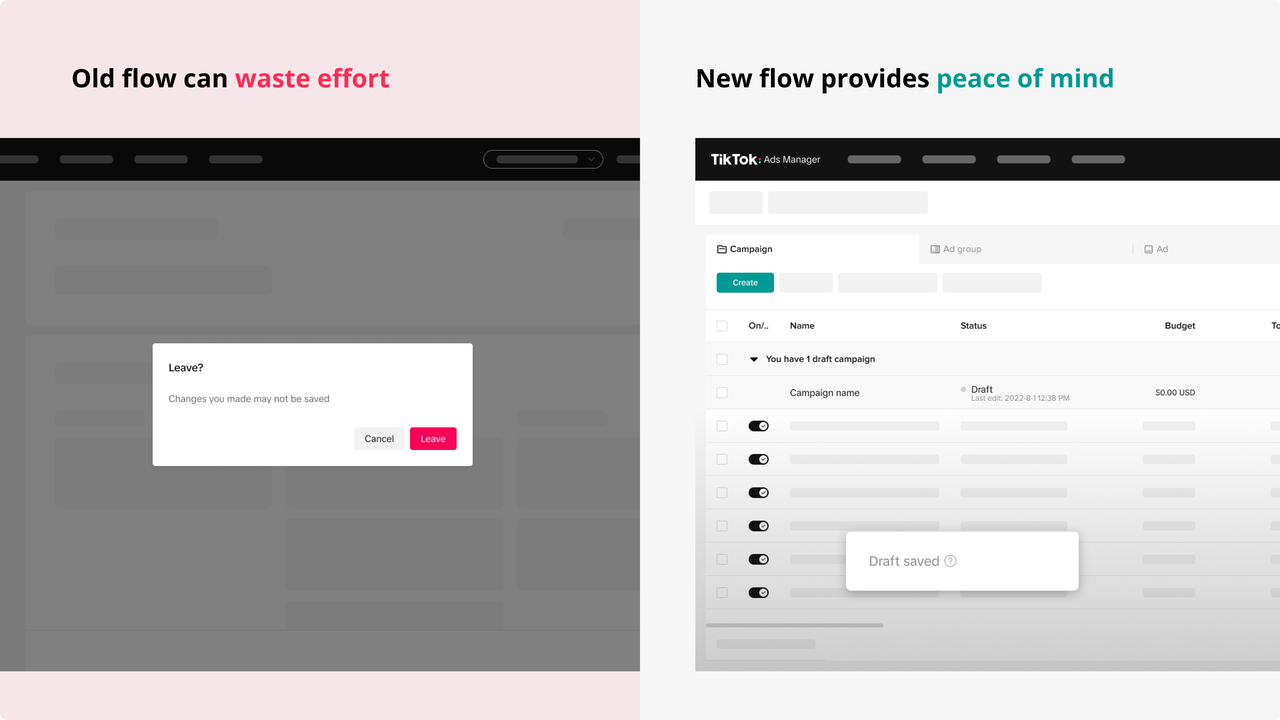 Old flow can waste effort
Leave?
Changes you made may not be saved
Cancel Leave
New flow provides peace of mind
TikTok: Ads Manager
Campaign Ad group Ad
Create
On/.. Name Status Budget To
You have 1 draft campaign
Campaign name Draft 50.00 USD
Last edit: 2022-8-1 12:38 PM
Draft saved